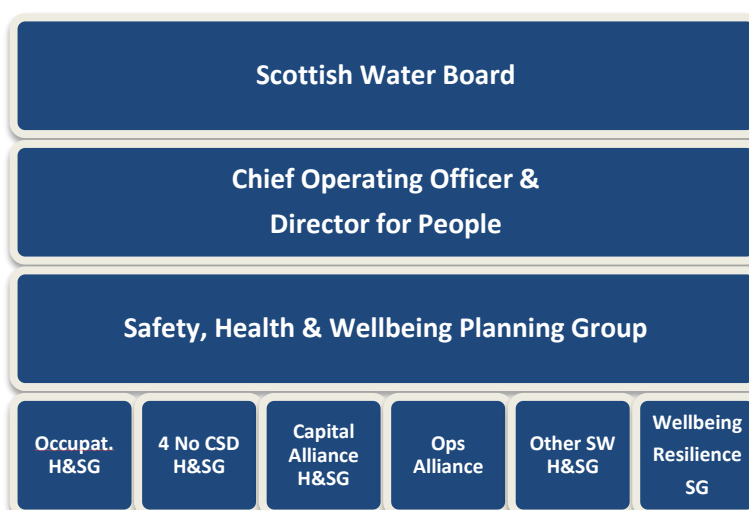 Scottish Water Board
Chief Operating Officer &
Director for People
Safety, Health & Wellbeing Planning Group
Occupat.
H&SG
4 No CSD
H&SG
Capital
Alliance
H&SG
Ops
Alliance
Other SW
H&SG
Wellbeing
Resilience
SG